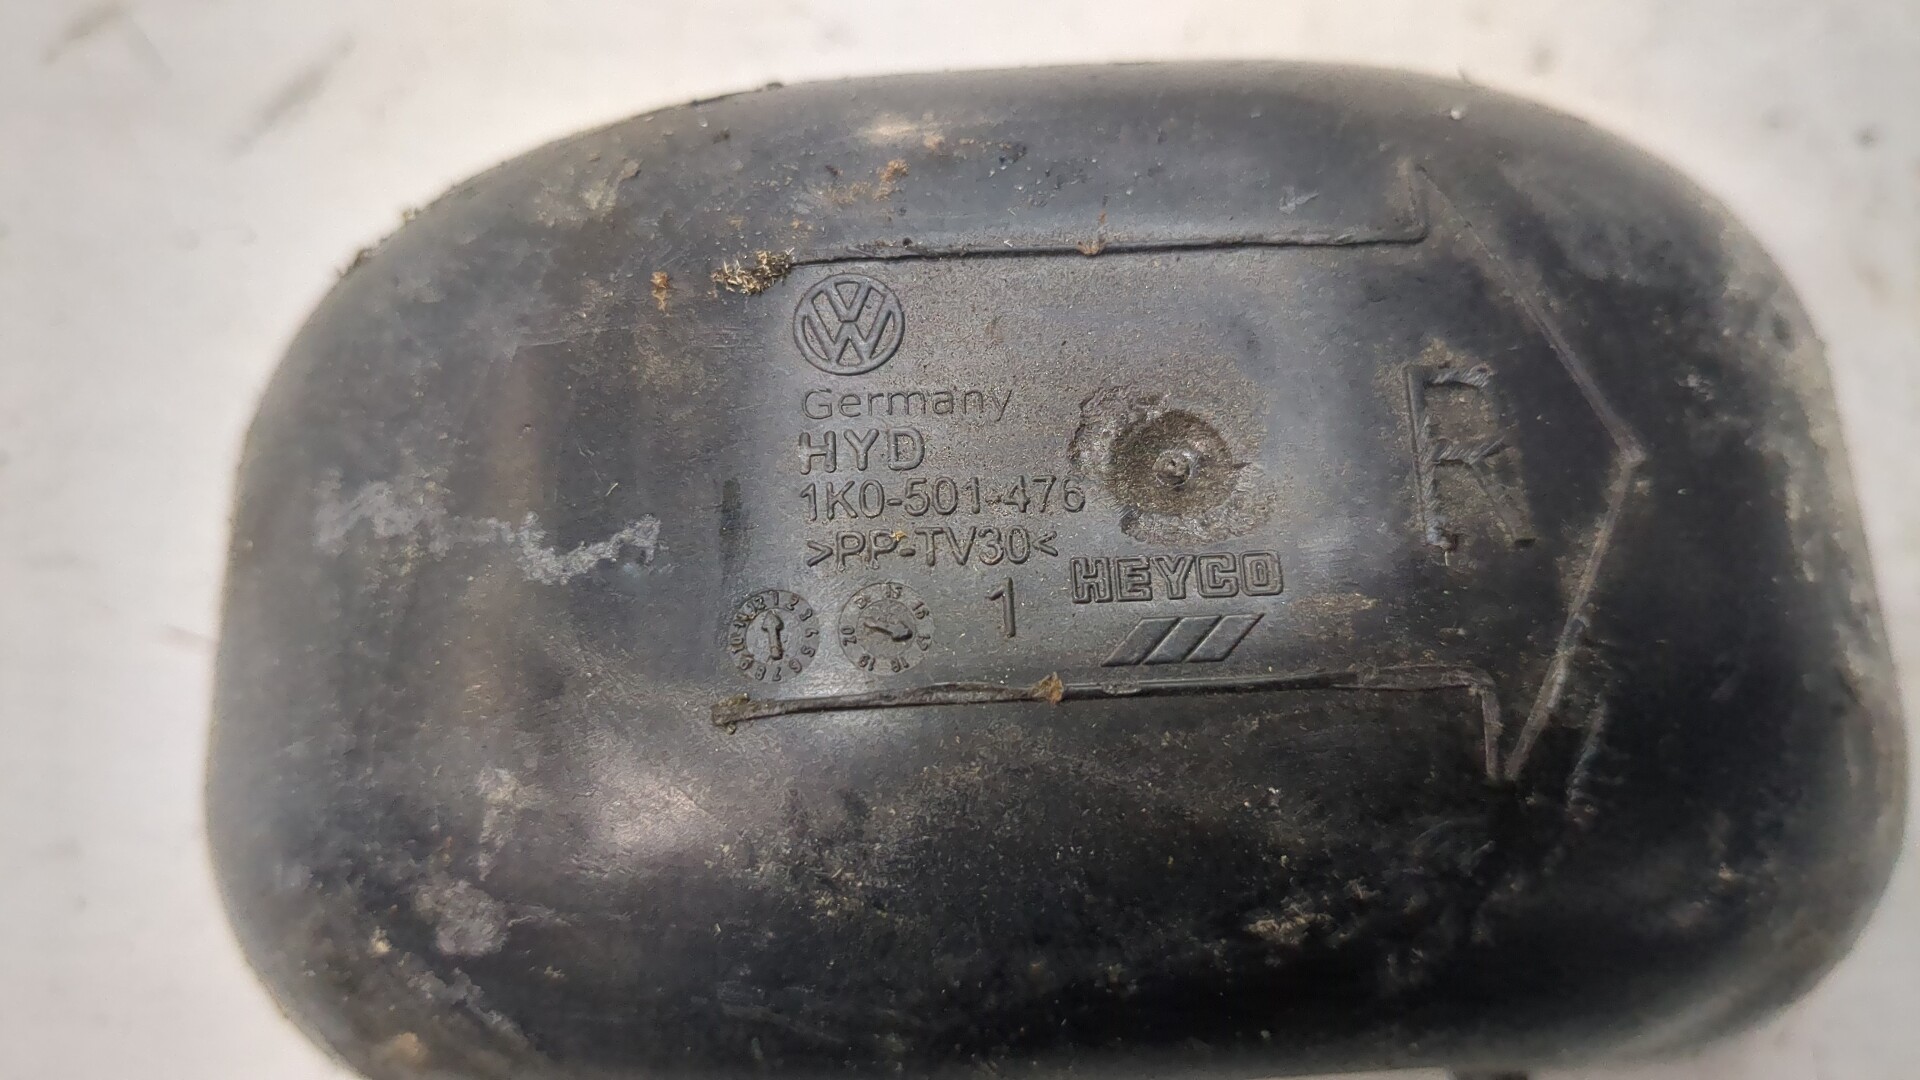 Germany
HYD
1K0-501-476
>PP-TV30<
1
HEYCO
R